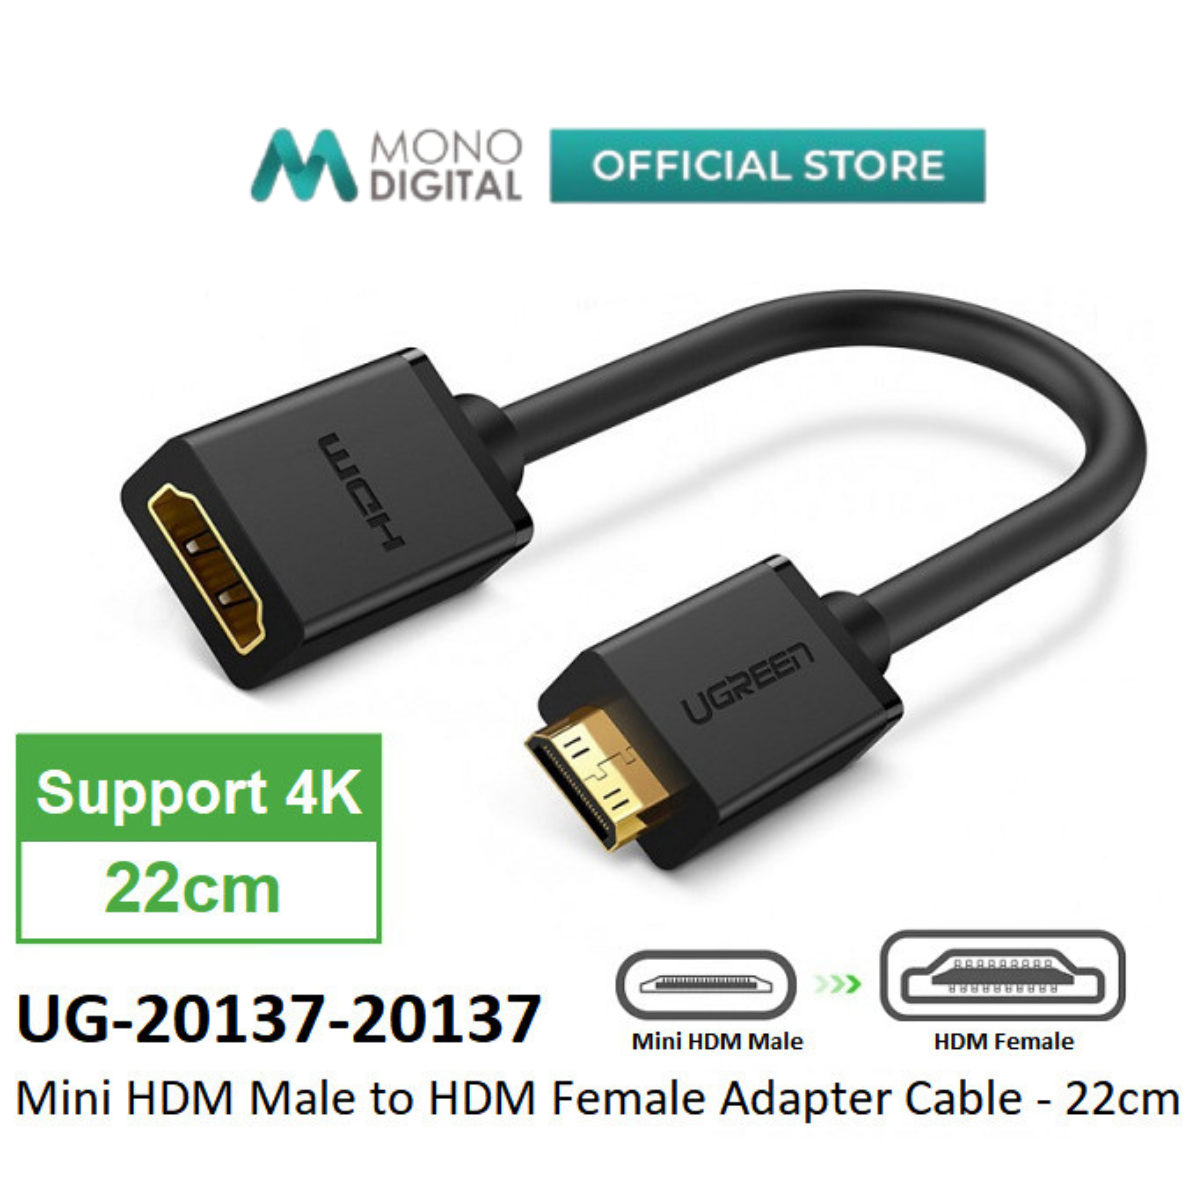 MONO
DIGITAL
OFFICIAL STORE
HDM
UGREEN
Support 4K
22cm
UG-20137-20137
Mini HDM Male
HDM Female
Mini HDM Male to HDM Female Adapter Cable - 22cm